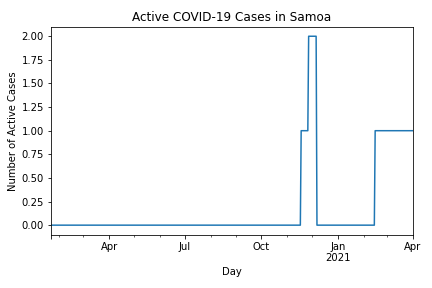 Active COVID-19 Cases in Samoa
Number of Active Cases
2.00
1.75
1.50
1.25
1.00
0.75
0.50
0.25
0.00
Apr Jul Oct Jan Apr
2021
Day